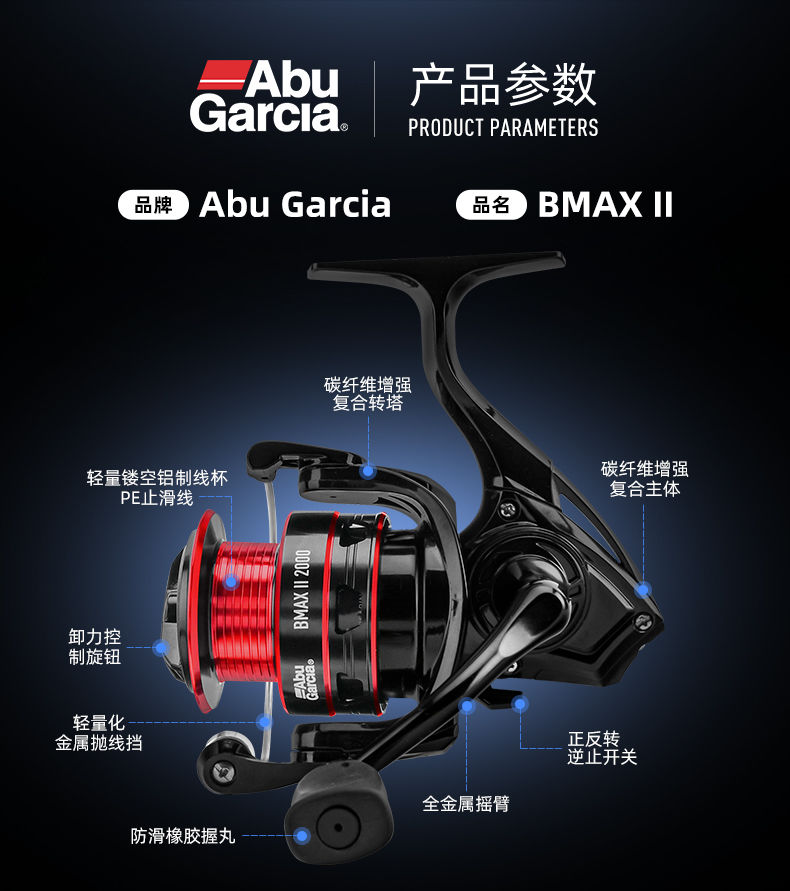 Abu
Garcia®
产品参数
PRODUCT PARAMETERS
品牌 Abu Garcia
品名 BMAX II
碳纤维增强
复合转塔
轻量镂空铝制线杯
PE止滑线
碳纤维增强
复合主体
BMAX II 2000
Abu
Garcia®
卸力控
制旋钮
轻量化
金属抛线挡
正反转
逆止开关
全金属摇臂
防滑橡胶握丸